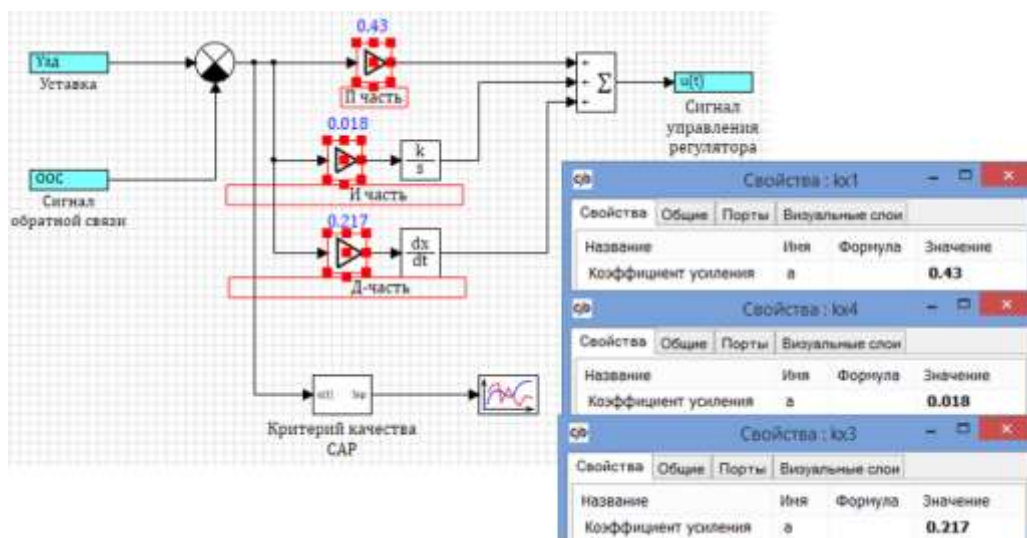 0.43
Yзд
Уставка
П часть
0.018
Σ
u(t)
Сигнал
управления
регулятора
k
s
ООС
Сигнал
обратной связи
И часть
0.217
dx
dt
Д-часть
Критерий качества
САР
Свойства : kx1
Свойства Общие Порты Визуальные слои
Название Имя Формула Значение
Коэффициент усиления a 0.43
Свойства : kx4
Свойства Общие Порты Визуальные слои
Название Имя Формула Значение
Коэффициент усиления a 0.018
Свойства : kx3
Свойства Общие Порты Визуальные слои
Название Имя Формула Значение
Коэффициент усиления a 0.217